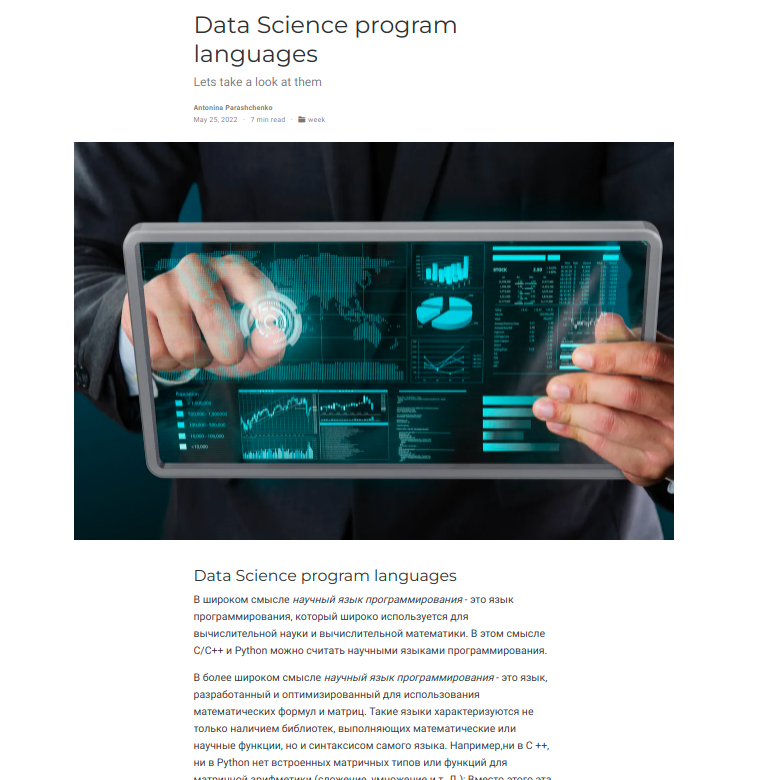 Data Science program
languages
Lets take a look at them
Antonina Parashchenko
May 25, 2022 · 7 min read · week
STOCK
Population
Data Science program languages
В широком смысле научный язык программирования - это язык
программирования, который широко используется для
вычислительной науки и вычислительной математики. В этом смысле
C/C++ и Python можно считать научными языками программирования.
В более широком смысле научный язык программирования - это язык,
разработанный и оптимизированный для использования
математических формул и матриц. Такие языки характеризуются не
только наличием библиотек, выполняющих математические или
научные функции, но и синтаксисом самого языка. Например,ни в C ++,
ни в Python нет встроенных матричных типов или функций для
матричной арифметики (сложение, умножение и т. Д.); Вместо этого эта